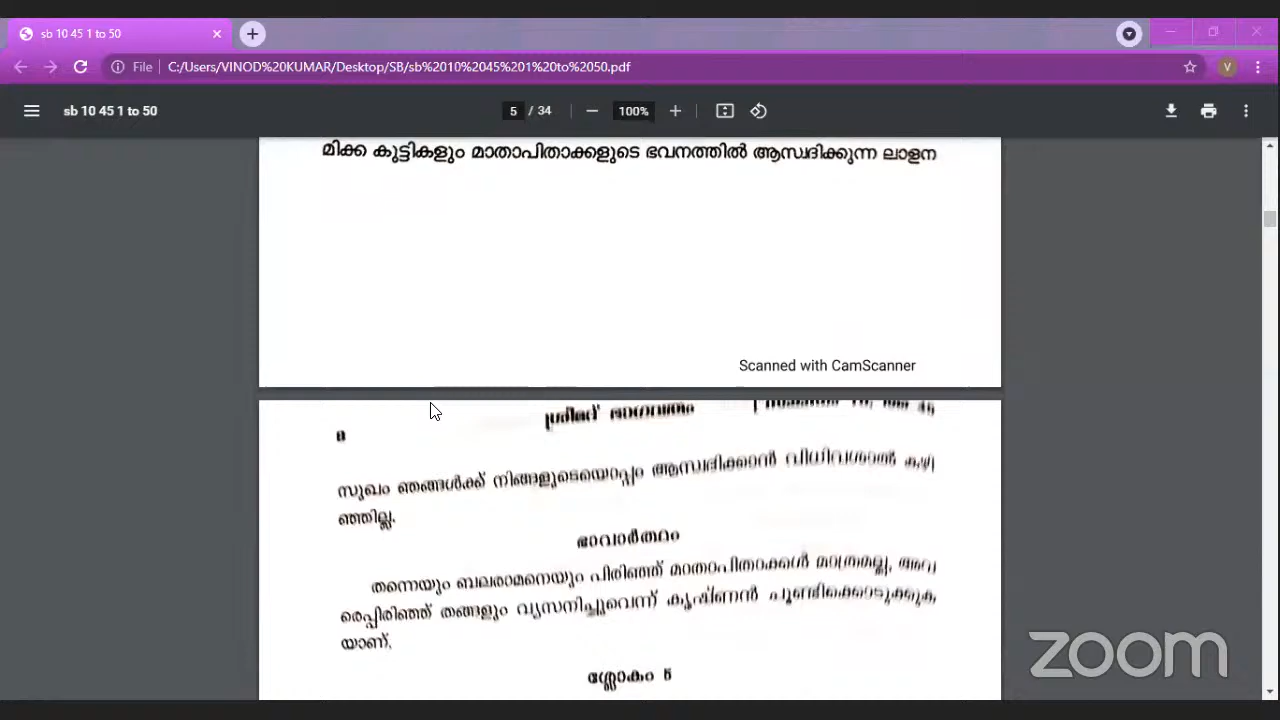 sb 10 45 1 to 50
File
C:/Users/VINOD%20KUMAR/Desktop/SB/sb%2010%2045%201%20to%2050.pdf
V
sb 10 45 1 to 50
5 / 34
100%
മിക്ക കുട്ടികളും മാതാപിതാക്കളുടെ ഭവനത്തിൽ ആസ്വദിക്കുന്ന ലാളന
Scanned with CamScanner
ശ്രീമദ് ഭാഗവതം
സുഖം ഞങ്ങൾക്ക് നിങ്ങളുടെയൊപ്പം ആസ്വദിക്കാൻ വിധിവശാൽ കഴി
ഞ്ഞില്ല.
ഭാവാർത്ഥം
തന്നെയും ബലരാമനെയും പിരിഞ്ഞ് മാതാപിതാക്കൾ മാത്രമല്ല, അവ
രെപ്പിരിഞ്ഞ് തങ്ങളും വ്യസനിച്ചുവെന്ന് കൃഷ്ണൻ ചൂണ്ടിക്കൊടുക്കുക
യാണ്.
ശ്ലോകം 5
zoom